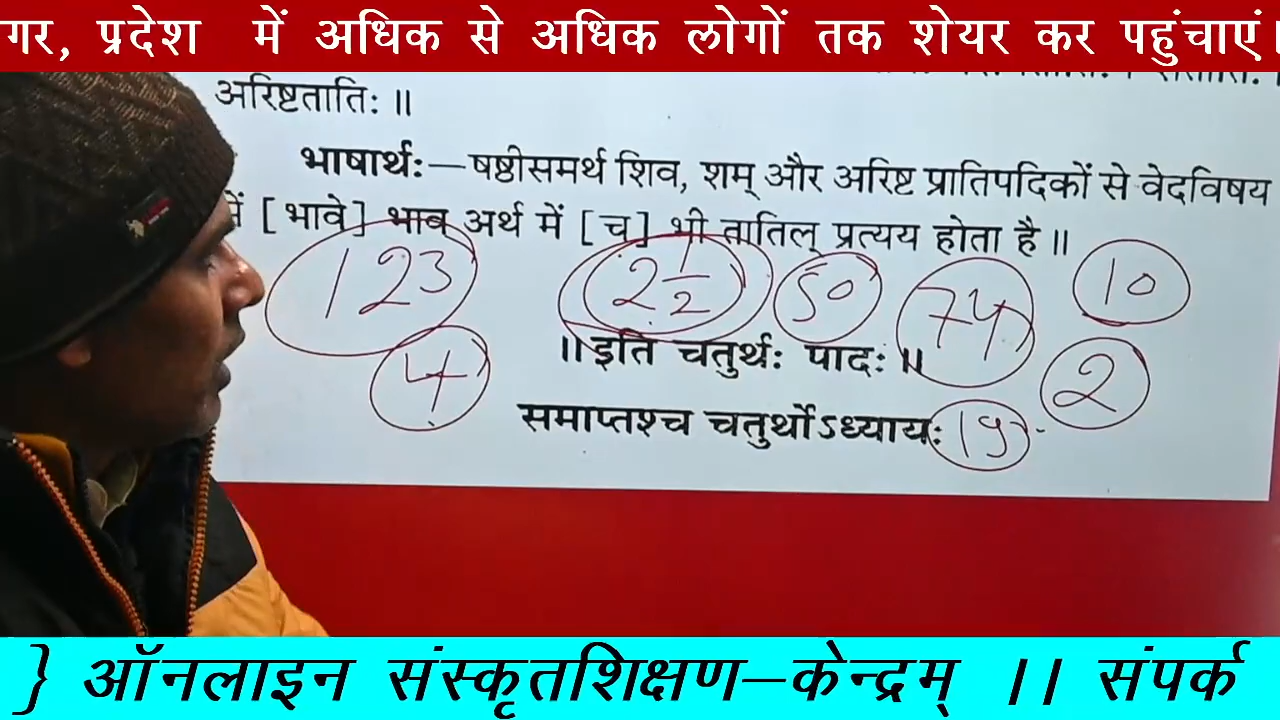 गर, प्रदेश में अधिक से अधिक लोगों तक शेयर कर पहुंचाएं।
अरिष्टतातिः ॥
भाषार्थः—षष्ठीसमर्थ शिव, शम् और अरिष्ट प्रातिपदिकों से वेदविषय
में [भावे] भाव अर्थ में [च] भी तातिल् प्रत्यय होता है॥
123 2 1/2 50 74 10
॥इति चतुर्थः पादः॥
4 2
समाप्तश्च चतुर्थोऽध्यायः
} ऑनलाइन संस्कृतशिक्षण–केन्द्रम् ।। संपर्क